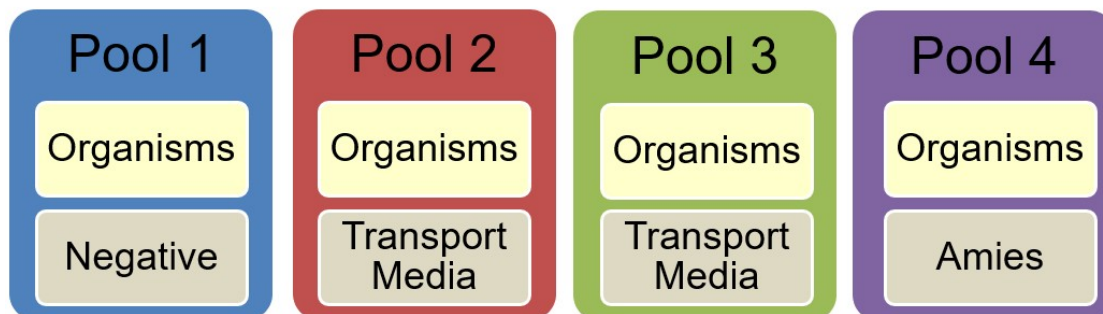 Pool 1
Organisms
Negative
Pool 2
Organisms
Transport
Media
Pool 3
Organisms
Transport
Media
Pool 4
Organisms
Amies